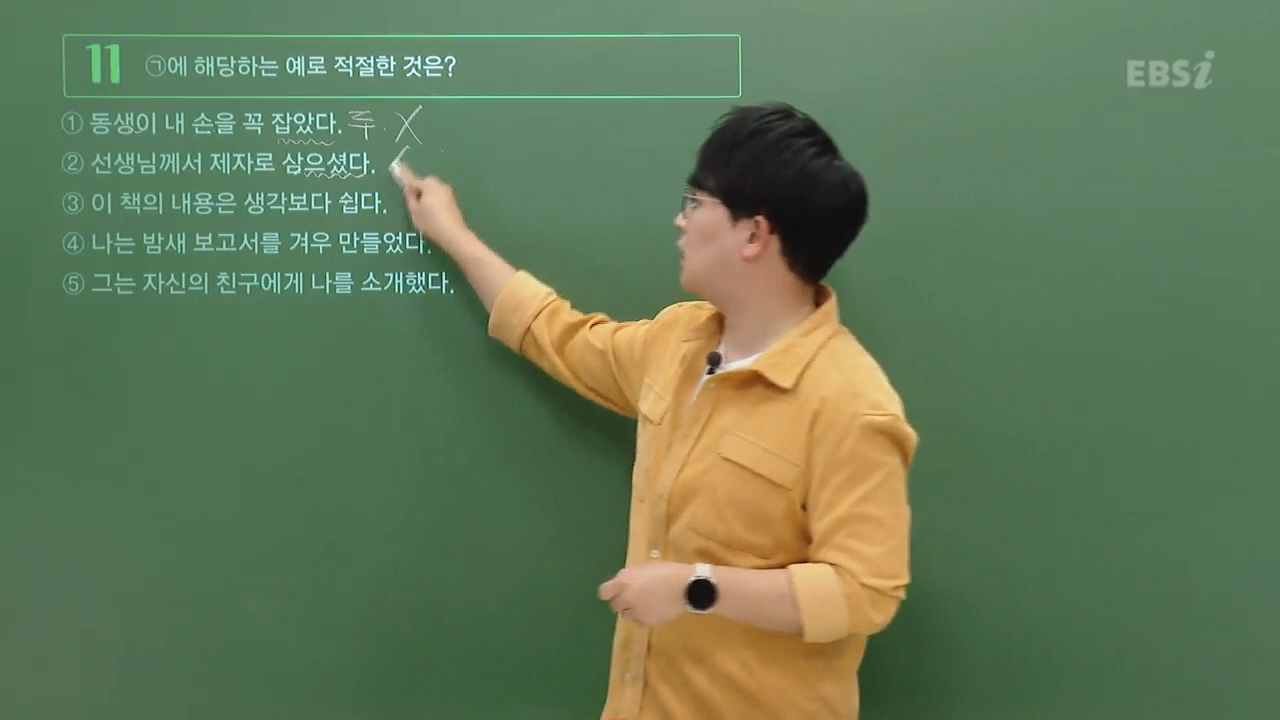 11 ㉠에 해당하는 예로 적절한 것은?
EBSi
① 동생이 내 손을 꼭 잡았다. 주. X
② 선생님께서 제자로 삼으셨다.
③ 이 책의 내용은 생각보다 쉽다.
④ 나는 밤새 보고서를 겨우 만들었다.
⑤ 그는 자신의 친구에게 나를 소개했다.